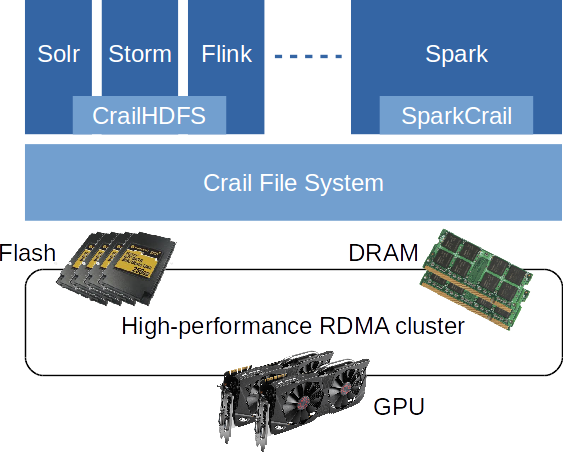 Solr
Storm
Flink
Spark
CrailHDFS
SparkCrail
Crail File System
Flash
DRAM
High-performance RDMA cluster
GPU